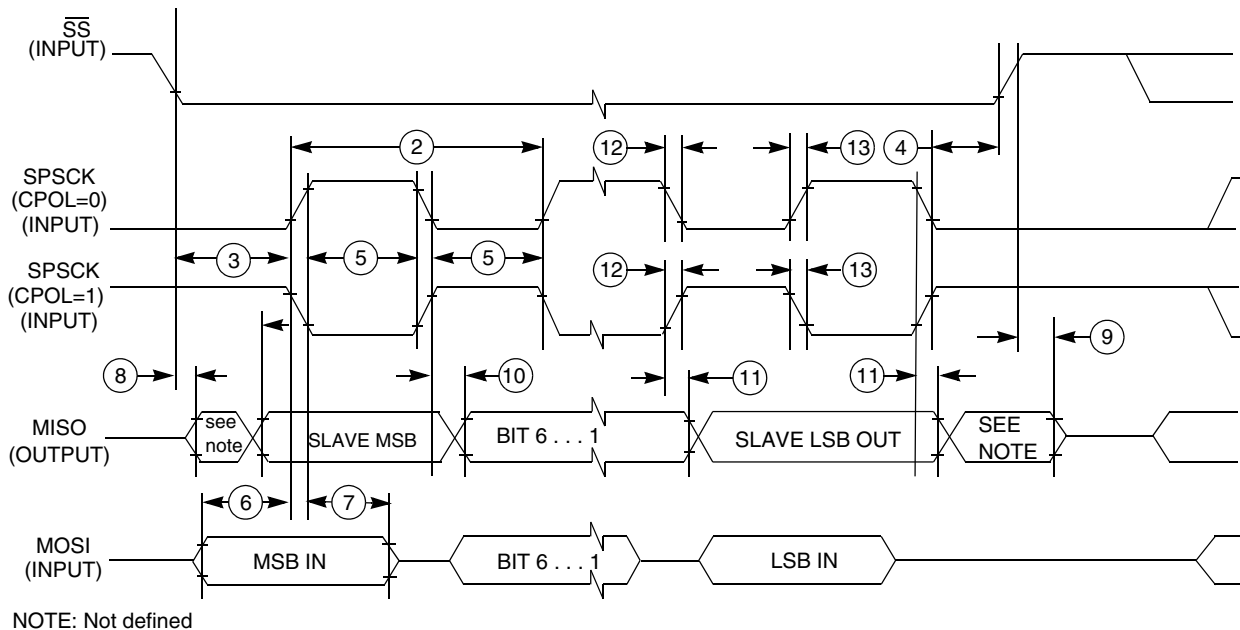 SS
(INPUT)
2
12
13
4
SPSCK
(CPOL=0)
(INPUT)
3
5
5
12
13
SPSCK
(CPOL=1)
(INPUT)
9
8
10
11
11
MISO
(OUTPUT)
see
note
SLAVE MSB
BIT 6 . . . 1
SLAVE LSB OUT
SEE
NOTE
6
7
MOSI
(INPUT)
MSB IN
BIT 6 . . . 1
LSB IN
NOTE: Not defined